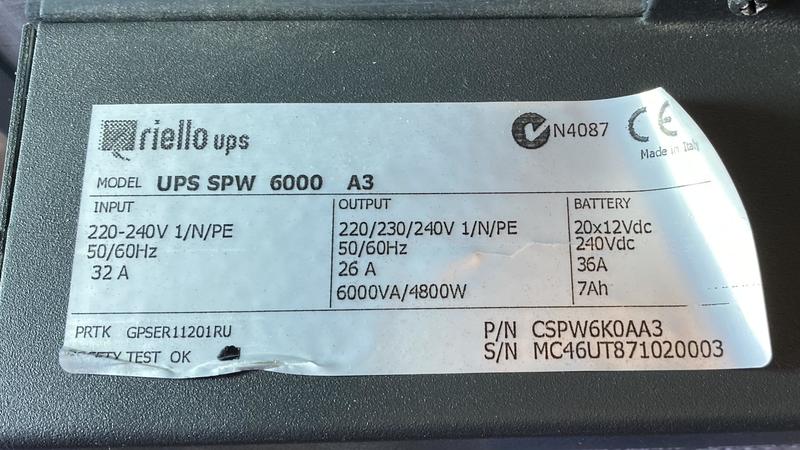 riello ups
N4087 CE
Made in Italy
MODEL UPS SPW 6000 A3
INPUT
220-240V 1/N/PE
50/60Hz
32 A
OUTPUT
220/230/240V 1/N/PE
50/60Hz
26 A
6000VA/4800W
BATTERY
20x12Vdc
240Vdc
36A
7Ah
PRTK GPSER11201RU
TEST OK
P/N CSPW6K0AA3
S/N MC46UT871020003